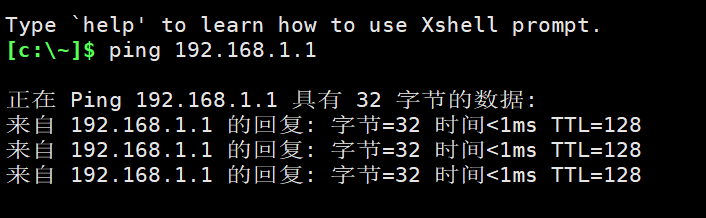 Type `help' to learn how to use Xshell prompt.
[c:\~]$ ping 192.168.1.1
正在 Ping 192.168.1.1 具有 32 字节的数据:
来自 192.168.1.1 的回复: 字节=32 时间<1ms TTL=128
来自 192.168.1.1 的回复: 字节=32 时间<1ms TTL=128
来自 192.168.1.1 的回复: 字节=32 时间<1ms TTL=128